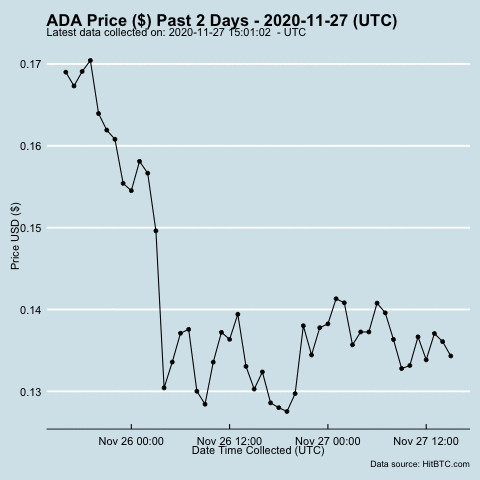 ADA Price ($) Past 2 Days - 2020-11-27 (UTC)
Latest data collected on: 2020-11-27 15:01:02 - UTC
0.17
0.16
0.15
0.14
0.13
Price USD ($)
Nov 26 00:00 Nov 26 12:00 Nov 27 00:00 Nov 27 12:00
Date Time Collected (UTC)
Data source: HitBTC.com